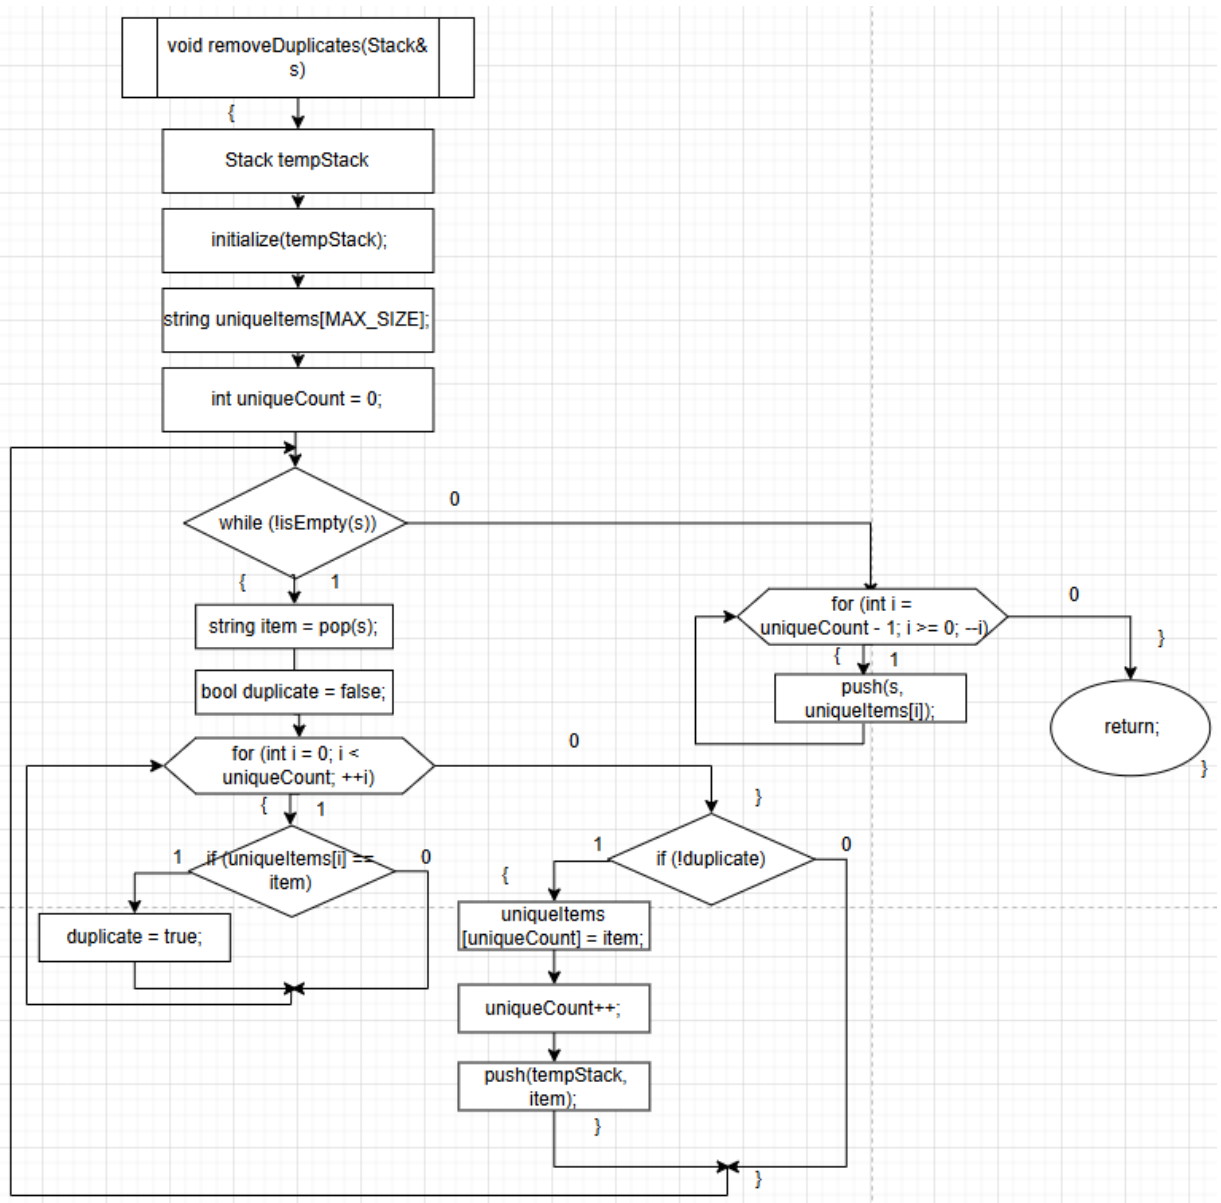 void removeDuplicates(Stack&
s)
{
Stack tempStack
initialize(tempStack);
string uniqueItems[MAX_SIZE];
int uniqueCount = 0;
while (!isEmpty(s))
0
{
1
string item = pop(s);
bool duplicate = false;
for (int i = 0; i <
uniqueCount; ++i)
0
{
1
if (uniqueItems[i] ==
item)
1
0
duplicate = true;
}
if (!duplicate)
1
0
{
uniqueItems
[uniqueCount] = item;
uniqueCount++;
push(tempStack,
item);
}
}
for (int i =
uniqueCount - 1; i >= 0; --i)
0
{
1
push(s,
uniqueItems[i]);
}
return;
}